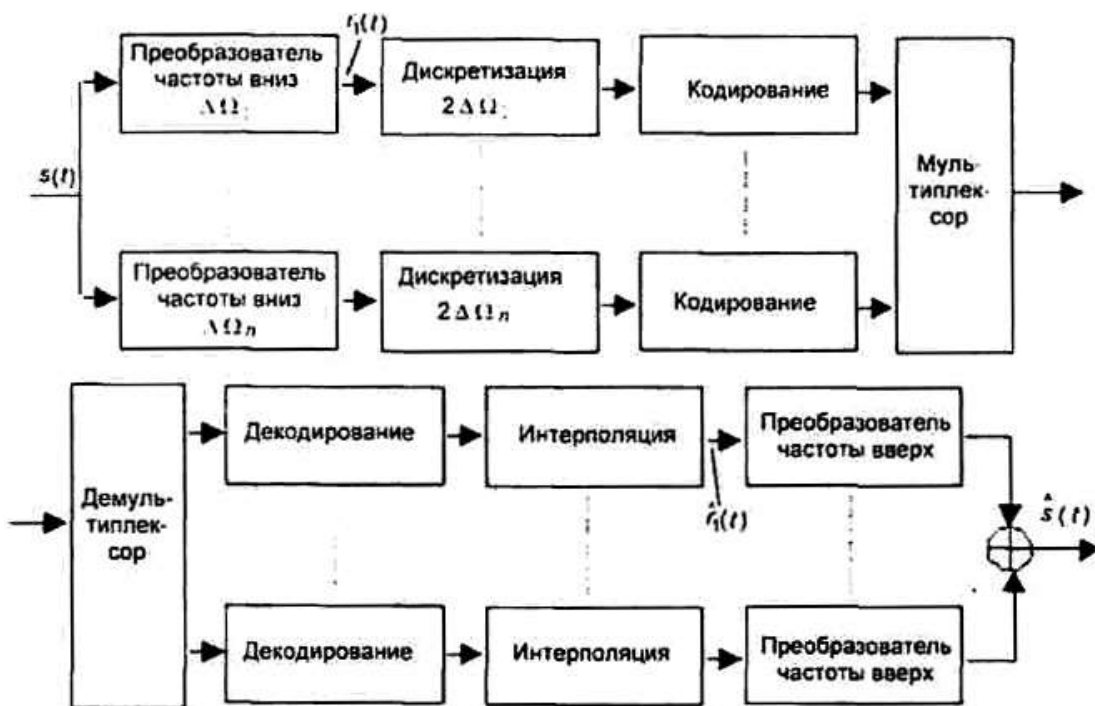 r₁(t)
Преобразователь
частоты вниз
ΔΩ₁
Дискретизация
2ΔΩ₁
Кодирование
s(t)
Муль-
типлек-
сор
Преобразователь
частоты вниз
ΔΩₙ
Дискретизация
2ΔΩₙ
Кодирование
Демуль-
типлек-
сор
Декодирование
Интерполяция
r̂₁(t)
Преобразователь
частоты вверх
ŝ(t)
Декодирование
Интерполяция
Преобразователь
частоты вверх